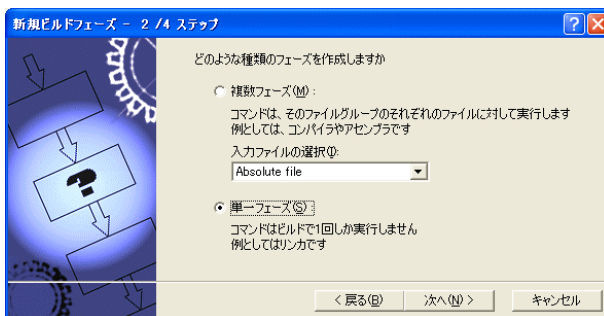 新規ビルドフェーズ - 2 /4 ステップ
どのような種類のフェーズを作成しますか
複数フェーズ(M) :
コマンドは、そのファイルグループのそれぞれのファイルに対して実行します
例としては、コンパイラやアセンブラです
入力ファイルの選択(I):
Absolute file
単一フェーズ(S) :
コマンドはビルドで1回しか実行しません
例としてはリンカです
< 戻る(B) 次へ(N) > キャンセル